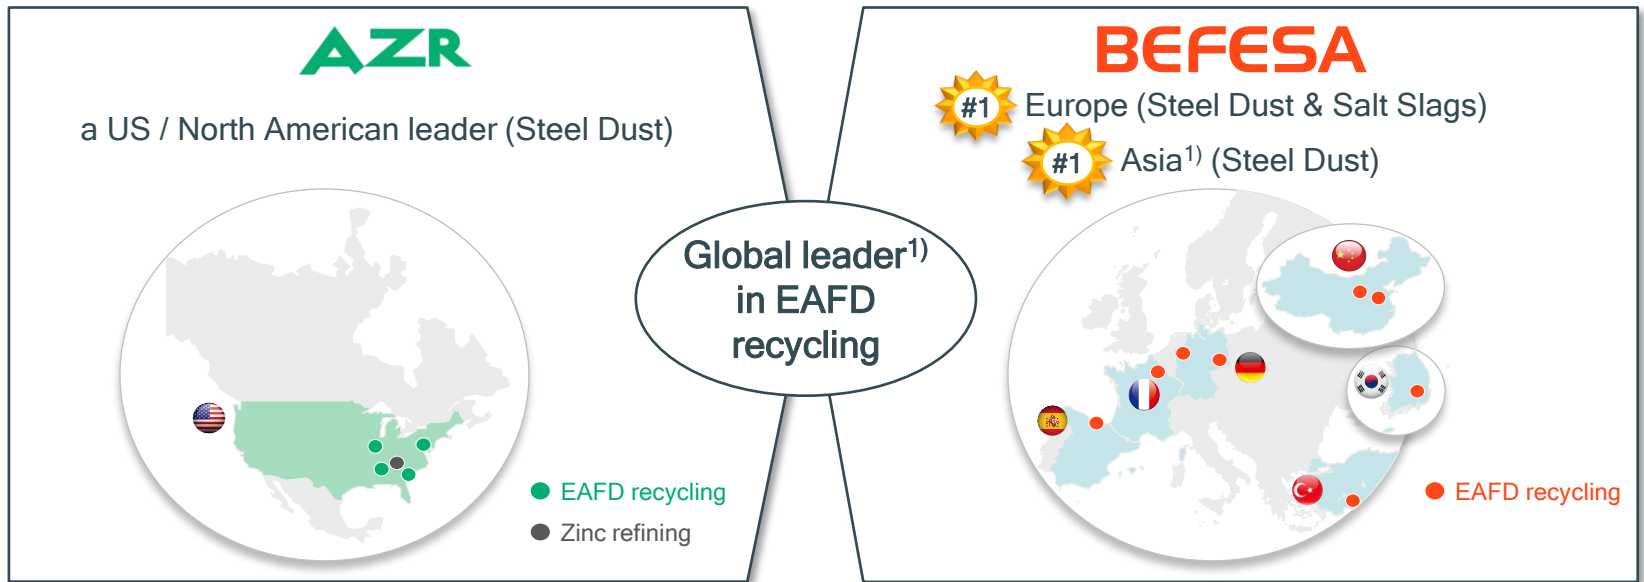 AZR
a US / North American leader (Steel Dust)
EAFD recycling
Zinc refining
Global leader1)
in EAFD
recycling
BEFESA
#1 Europe (Steel Dust & Salt Slags)
#1 Asia1) (Steel Dust)
EAFD recycling